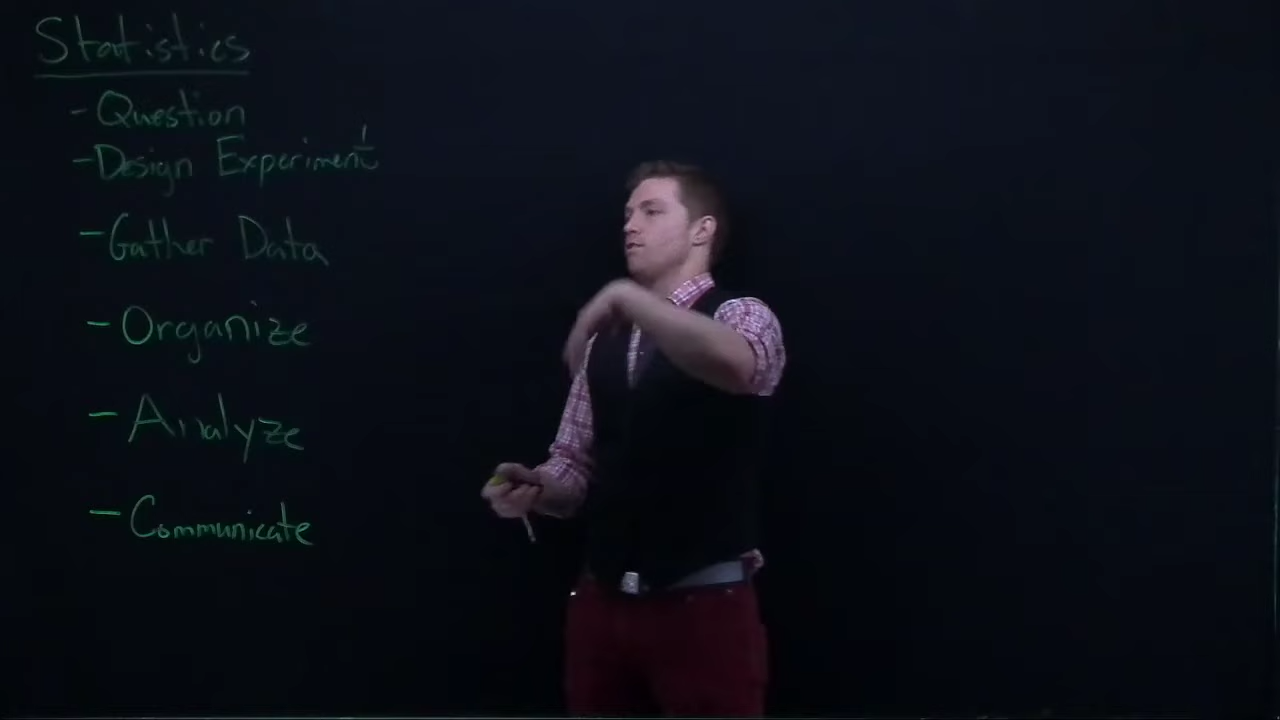 Statistics
- Question
- Design Experiment
- Gather Data
- Organize
- Analyze
- Communicate